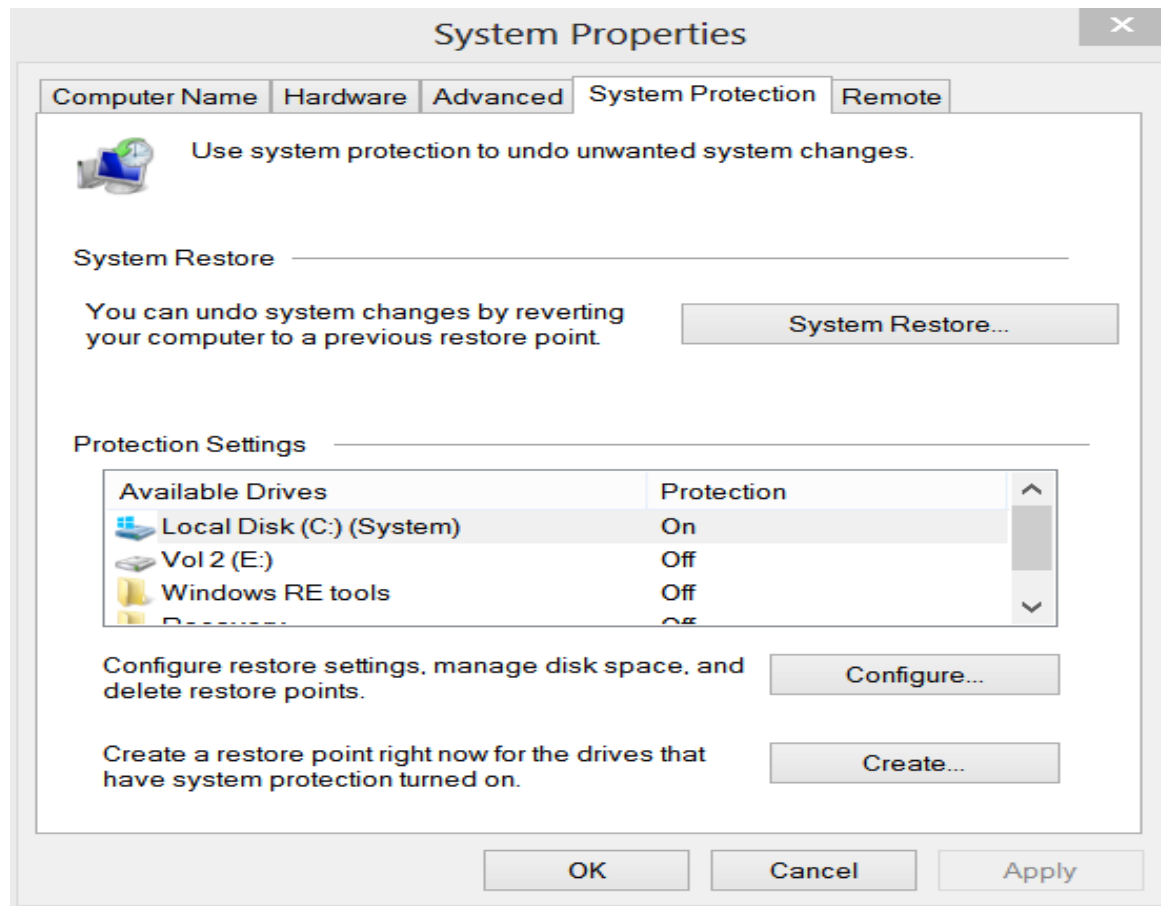 System Properties
Computer Name Hardware Advanced System Protection Remote
Use system protection to undo unwanted system changes.
System Restore
You can undo system changes by reverting
your computer to a previous restore point.
System Restore...
Protection Settings
Available Drives Protection
Local Disk (C:) (System) On
Vol 2 (E:) Off
Windows RE tools Off
Recovery Off
Configure restore settings, manage disk space, and
delete restore points.
Configure...
Create a restore point right now for the drives that
have system protection turned on.
Create...
OK Cancel Apply